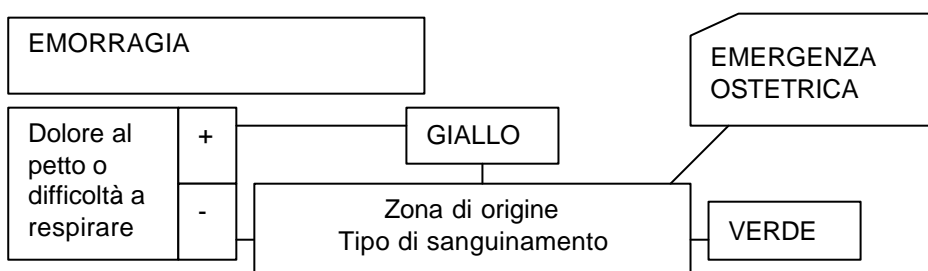 EMORRAGIA
EMERGENZA
OSTETRICA
Dolore al
petto o
difficoltà a
respirare
+
-
GIALLO
Zona di origine
Tipo di sanguinamento
VERDE